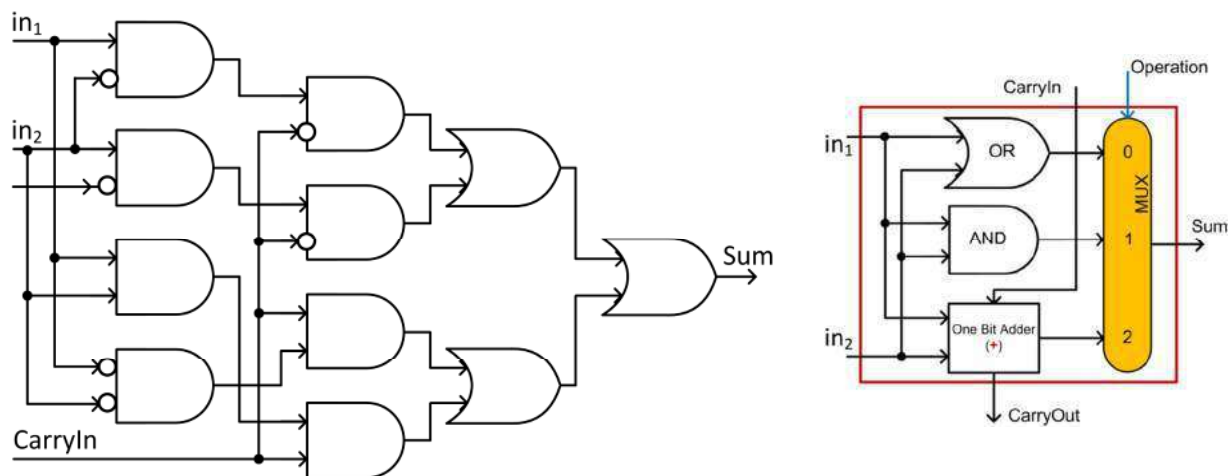 in1
in2
CarryIn
Sum
Operation
CarryIn
in1
OR
0
MUX
AND
1
Sum
in2
One Bit Adder
(+)
2
CarryOut